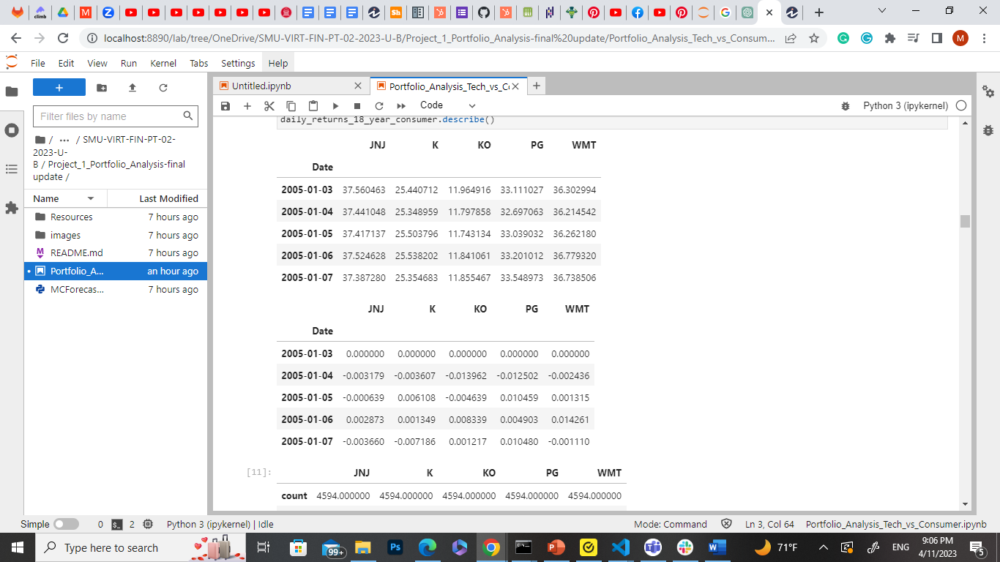 climb
localhost:8890/lab/tree/OneDrive/SMU-VIRT-FIN-PT-02-2023-U-B/Project_1_Portfolio_Analysis-final%20update/Portfolio_Analysis_Tech_vs_Consum...
M
File Edit View Run Kernel Tabs Settings Help
+
Filter files by name
/ ... / SMU-VIRT-FIN-PT-02-
2023-U-
B / Project_1_Portfolio_Analysis-final
update /
Name Last Modified
Resources 7 hours ago
images 7 hours ago
README.md 7 hours ago
Portfolio_A... an hour ago
MCForecas... 7 hours ago
Untitled.ipynb
Portfolio_Analysis_Tech_vs_C
Code
Python 3 (ipykernel)
daily_returns_18_year_consumer.describe()
JNJ K KO PG WMT
Date
2005-01-03 37.560463 25.440712 11.964916 33.111027 36.302994
2005-01-04 37.441048 25.348959 11.797858 32.697063 36.214542
2005-01-05 37.417137 25.503796 11.743134 33.039032 36.262180
2005-01-06 37.524628 25.538202 11.841061 33.201012 36.779320
2005-01-07 37.387280 25.354683 11.855467 33.548973 36.738506
JNJ K KO PG WMT
Date
2005-01-03 0.000000 0.000000 0.000000 0.000000 0.000000
2005-01-04 -0.003179 -0.003607 -0.013962 -0.012502 -0.002436
2005-01-05 -0.000639 0.006108 -0.004639 0.010459 0.001315
2005-01-06 0.002873 0.001349 0.008339 0.004903 0.014261
2005-01-07 -0.003660 -0.007186 0.001217 0.010480 -0.001110
[11]:
JNJ K KO PG WMT
count 4594.000000 4594.000000 4594.000000 4594.000000 4594.000000
Simple 0 2 Python 3 (ipykernel) | Idle
Mode: Command Ln 3, Col 64 Portfolio_Analysis_Tech_vs_Consumer.ipynb
Type here to search
99+
Ps
71°F
ENG
9:06 PM
4/11/2023
5